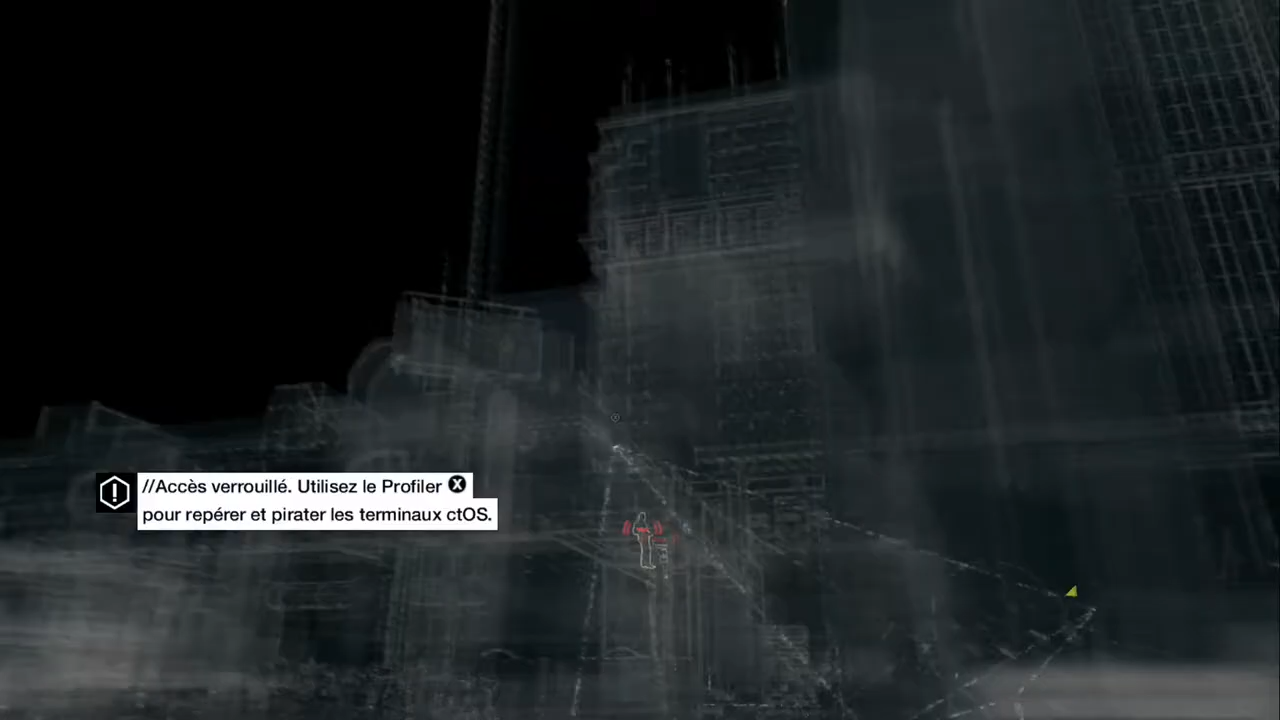 //Accès verrouillé. Utilisez le Profiler X
pour repérer et pirater les terminaux ctOS.